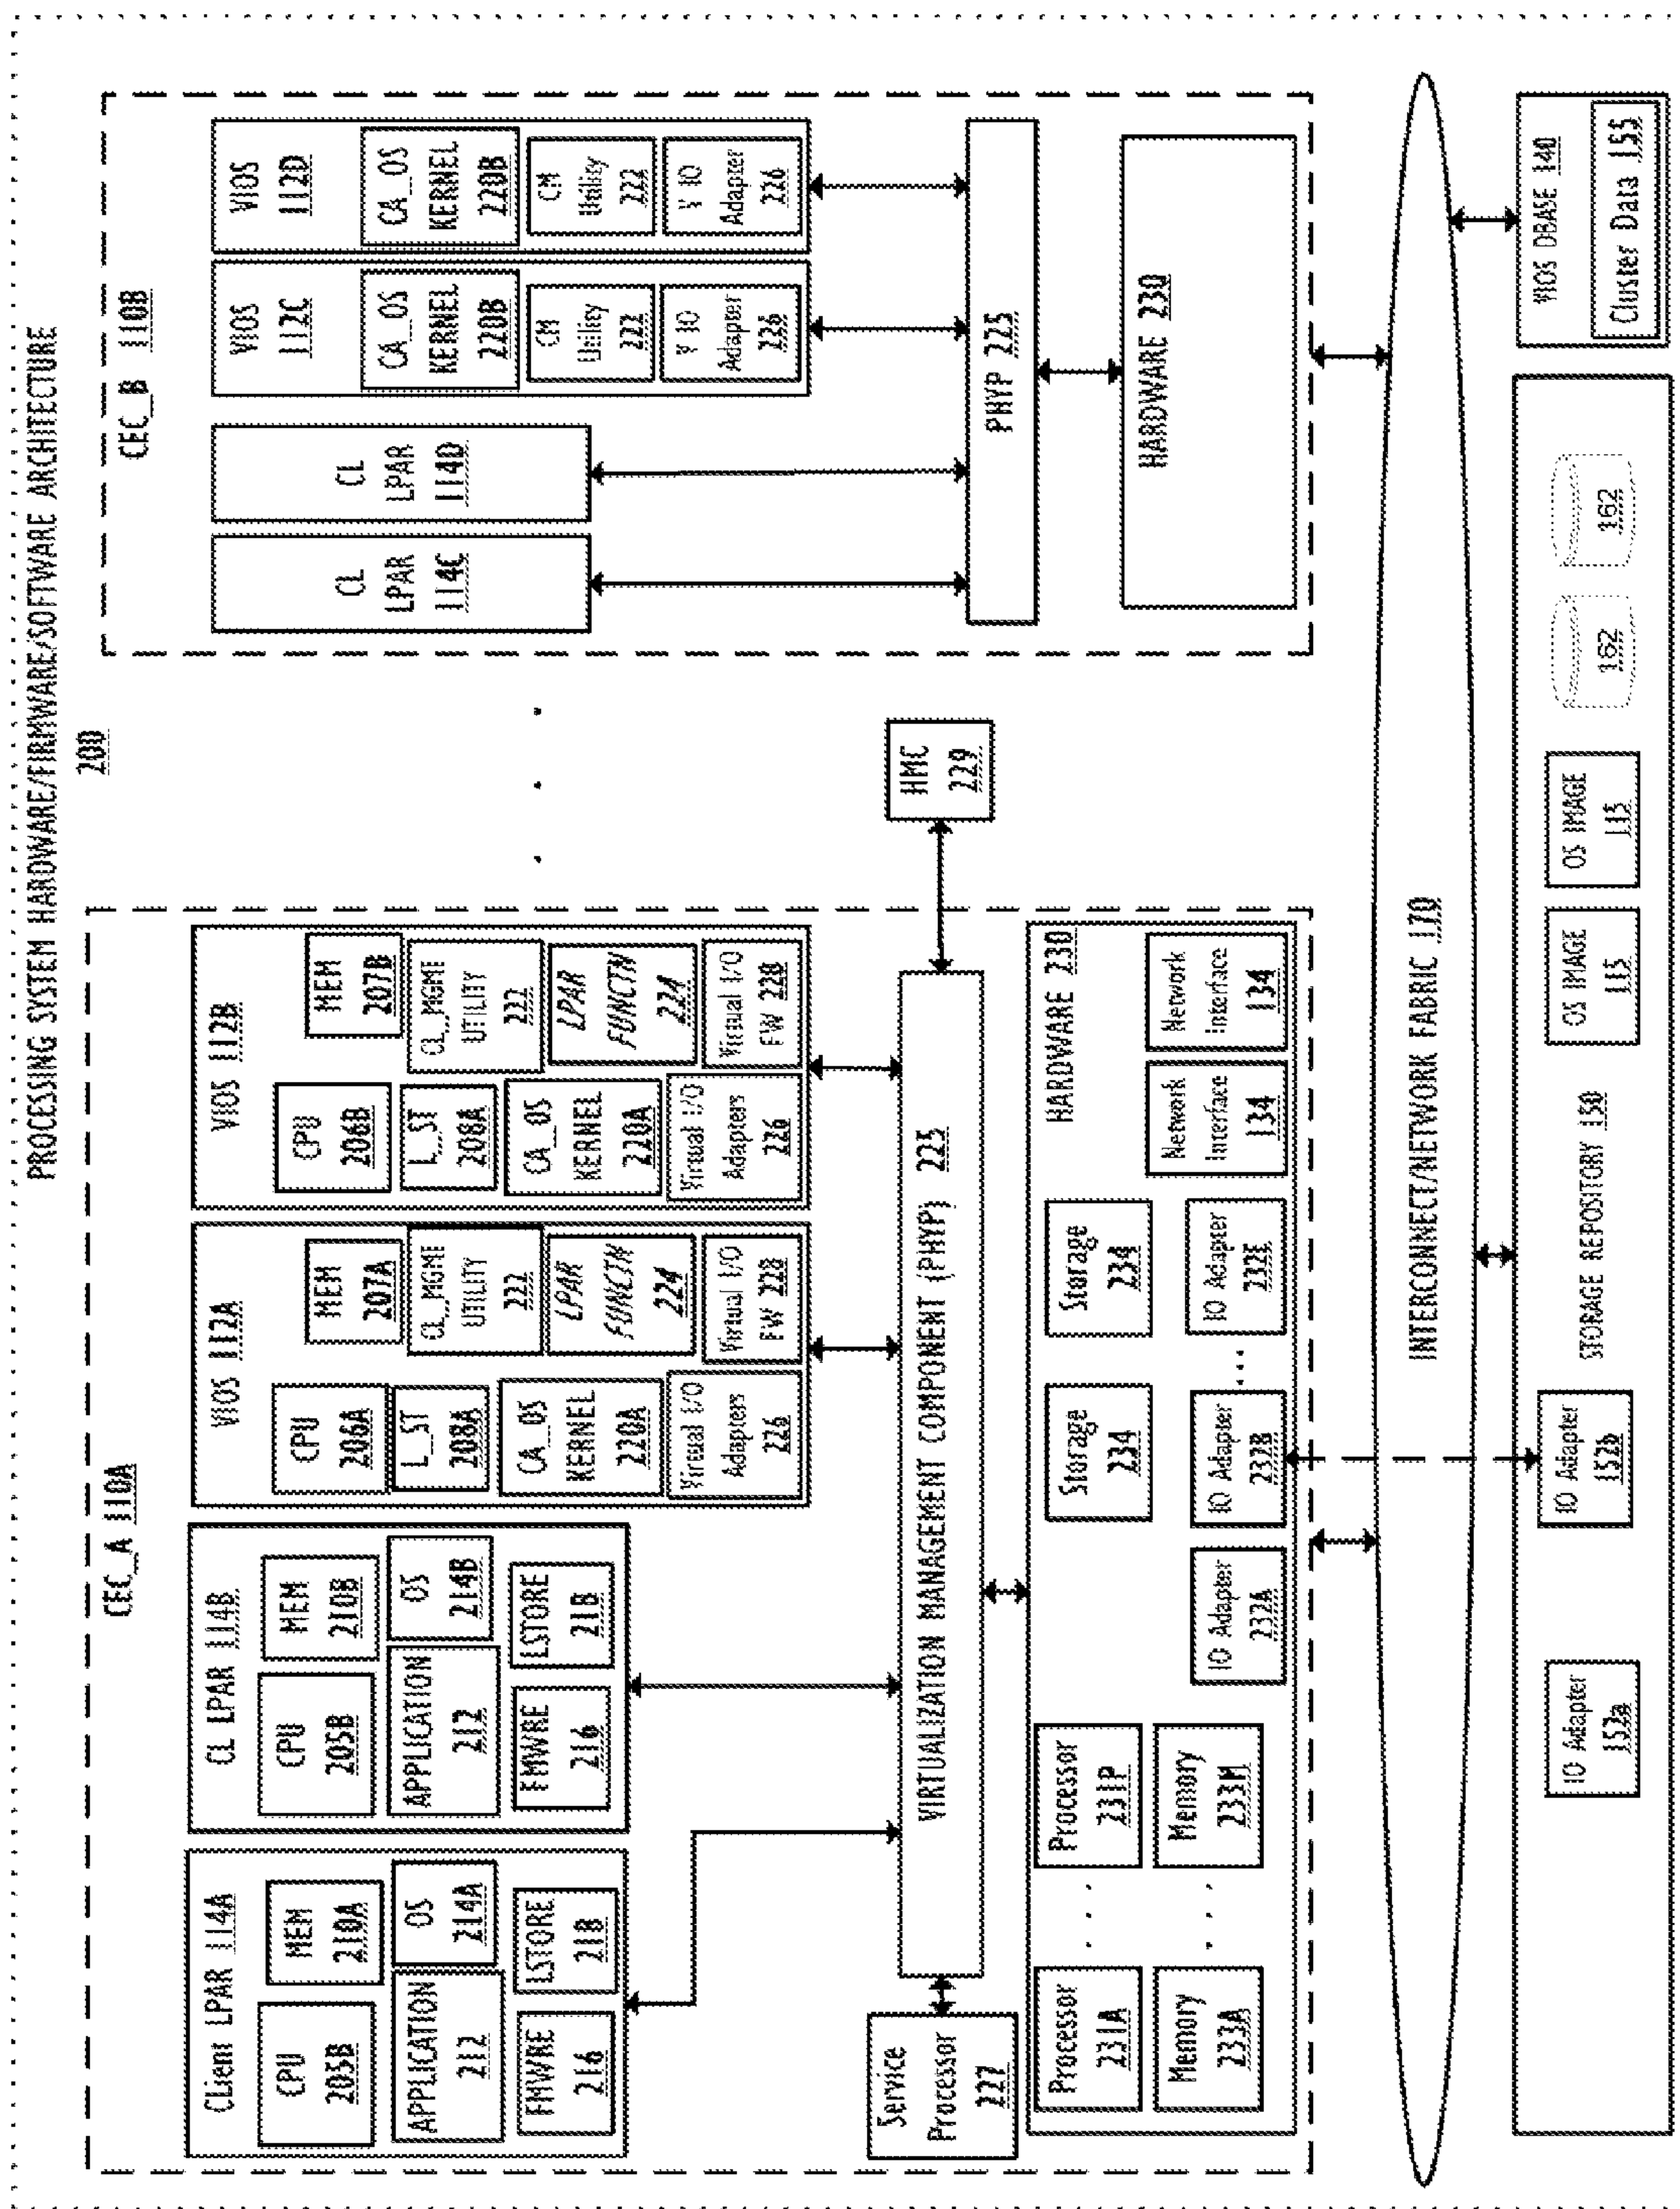 PROCESSING SYSTEM HARDWARE/FIRMWARE/SOFTWARE ARCHITECTURE
200
CEC_A 110A
CLient LPAR 114A
CPU
205B
MEM
210A
APPLICATION
212
OS
214A
FMWRE
216
LSTORE
218
CL LPAR 114B
CPU
205B
MEM
210B
APPLICATION
212
OS
214B
FMWRE
216
LSTORE
218
VIOS 112A
CPU
206A
MEM
207A
L_ST
208A
CL_MGMT
UTILITY
222
CA_OS
KERNEL
220A
LPAR
FUNCTN
224
Virtual I/O
Adapters
226
Virtual I/O
FW 228
VIOS 112B
CPU
206B
MEM
207B
L_ST
208A
CL_MGMT
UTILITY
222
CA_OS
KERNEL
220A
LPAR
FUNCTN
224
Virtual I/O
Adapters
226
Virtual I/O
FW 228
Service
Processor
227
VIRTUALIZATION MANAGEMENT COMPONENT (PHYP) 225
HMC
229
HARDWARE 230
Processor
231A
. . .
Processor
231P
Memory
233A
. . .
Memory
233M
Storage
234
Storage
234
IO Adapter
232A
IO Adapter
232B
....
IO Adapter
232E
Network
Interface
134
Network
Interface
134
. . .
CEC_B 110B
CL
LPAR
114C
CL
LPAR
114D
VIOS
112C
CA_OS
KERNEL
220B
CM
Utility
222
V IO
Adapter
226
VIOS
112D
CA_OS
KERNEL
220B
CM
Utility
222
V IO
Adapter
226
PHYP 225
HARDWARE 230
INTERCONNECT/NETWORK FABRIC 170
IO Adapter
152a
IO Adapter
152b
STORAGE REPOSITORY 150
OS IMAGE
115
OS IMAGE
115
162
162
VIOS DBASE 140
Cluster Data 155